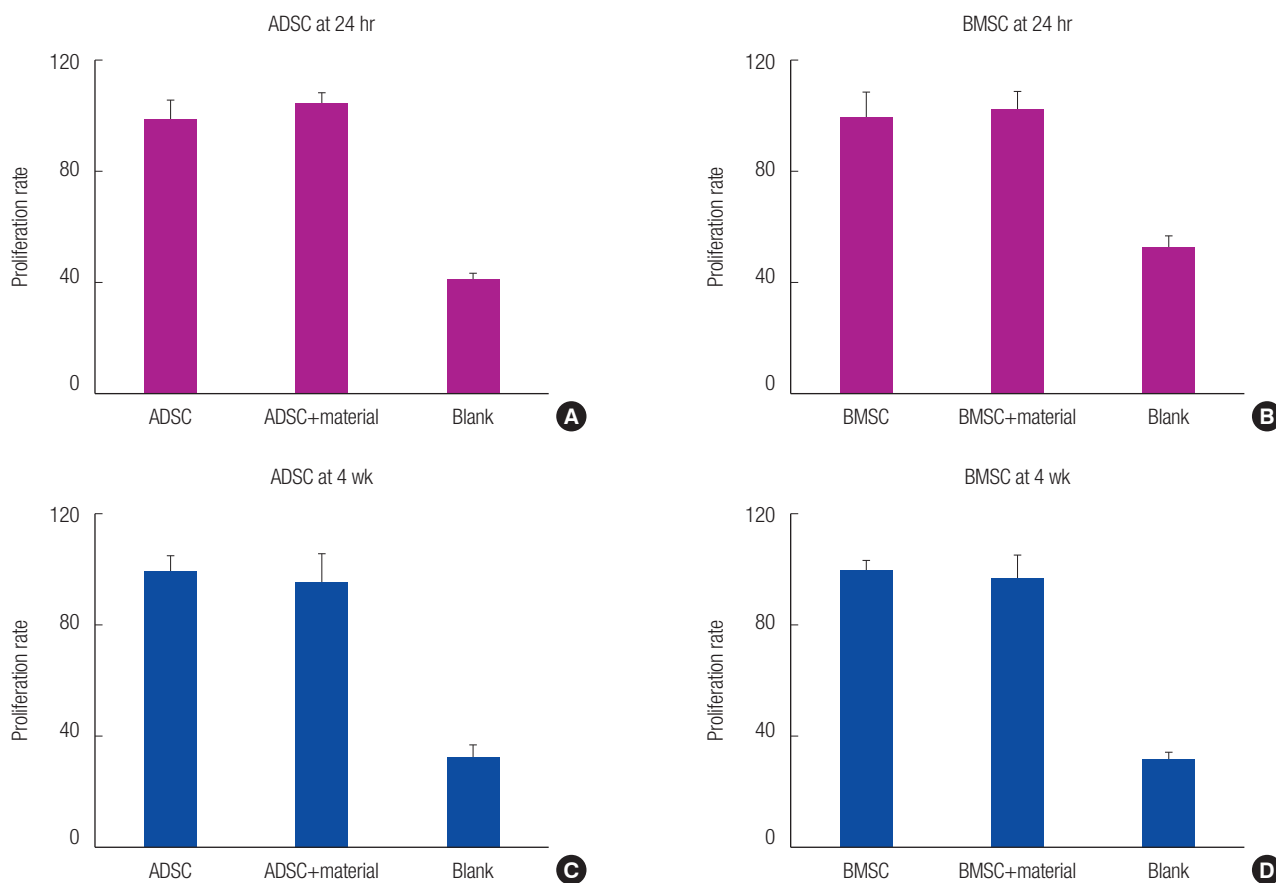 ADSC at 24 hr
120
80
40
0
Proliferation rate
ADSC ADSC+material Blank
A
BMSC at 24 hr
120
80
40
0
Proliferation rate
BMSC BMSC+material Blank
B
ADSC at 4 wk
120
80
40
0
Proliferation rate
ADSC ADSC+material Blank
C
BMSC at 4 wk
120
80
40
0
Proliferation rate
BMSC BMSC+material Blank
D